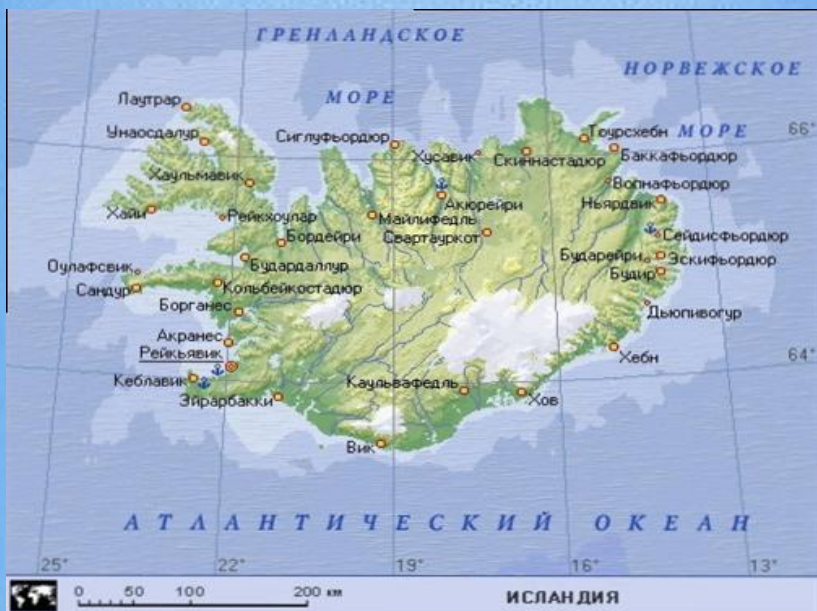 ГРЕНЛАНДСКОЕ
МОРЕ
НОРВЕЖСКОЕ
МОРЕ
66°
Лаутрар
Унаосдалур
Сиглуфьордюр
Тоурсхебн
Хусавик
Скиннастадюр
Баккафьордюр
Хаульмавик
Вопнафьордюр
Акюрейри
Ньярдвик
Хайи
Рейкхоулар
Майлифедль
Свартауркот
Сейдисфьордюр
Бордейри
Бударейри
Эскифьордюр
Оулафсвик
Будардаллур
Будир
Сандур
Кольбейкостадюр
Борганес
Дьюпивогур
Акранес
Рейкьявик
Хебн
64°
Кеблавик
Каульвафедль
Эйрарбакки
Хов
Вик
АТЛАНТИЧЕСКИЙ ОКЕАН
25° 22° 19° 16° 13°
0 50 100 200 км
ИСЛАНДИЯ